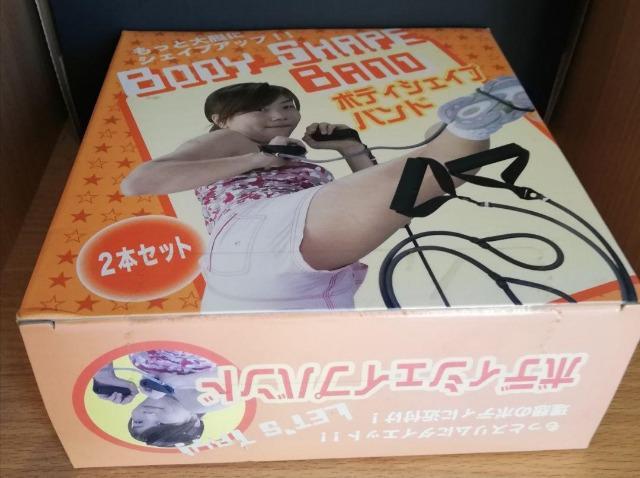 もっと大胆に
シェイプアップ!!
BODY SHAPE
BAND
ボディシェイプ
バンド
2本セット
ボディシェイプバンド
LET'S TRY!
理想のボディに近付け!
もっとスリムにダイエット!!